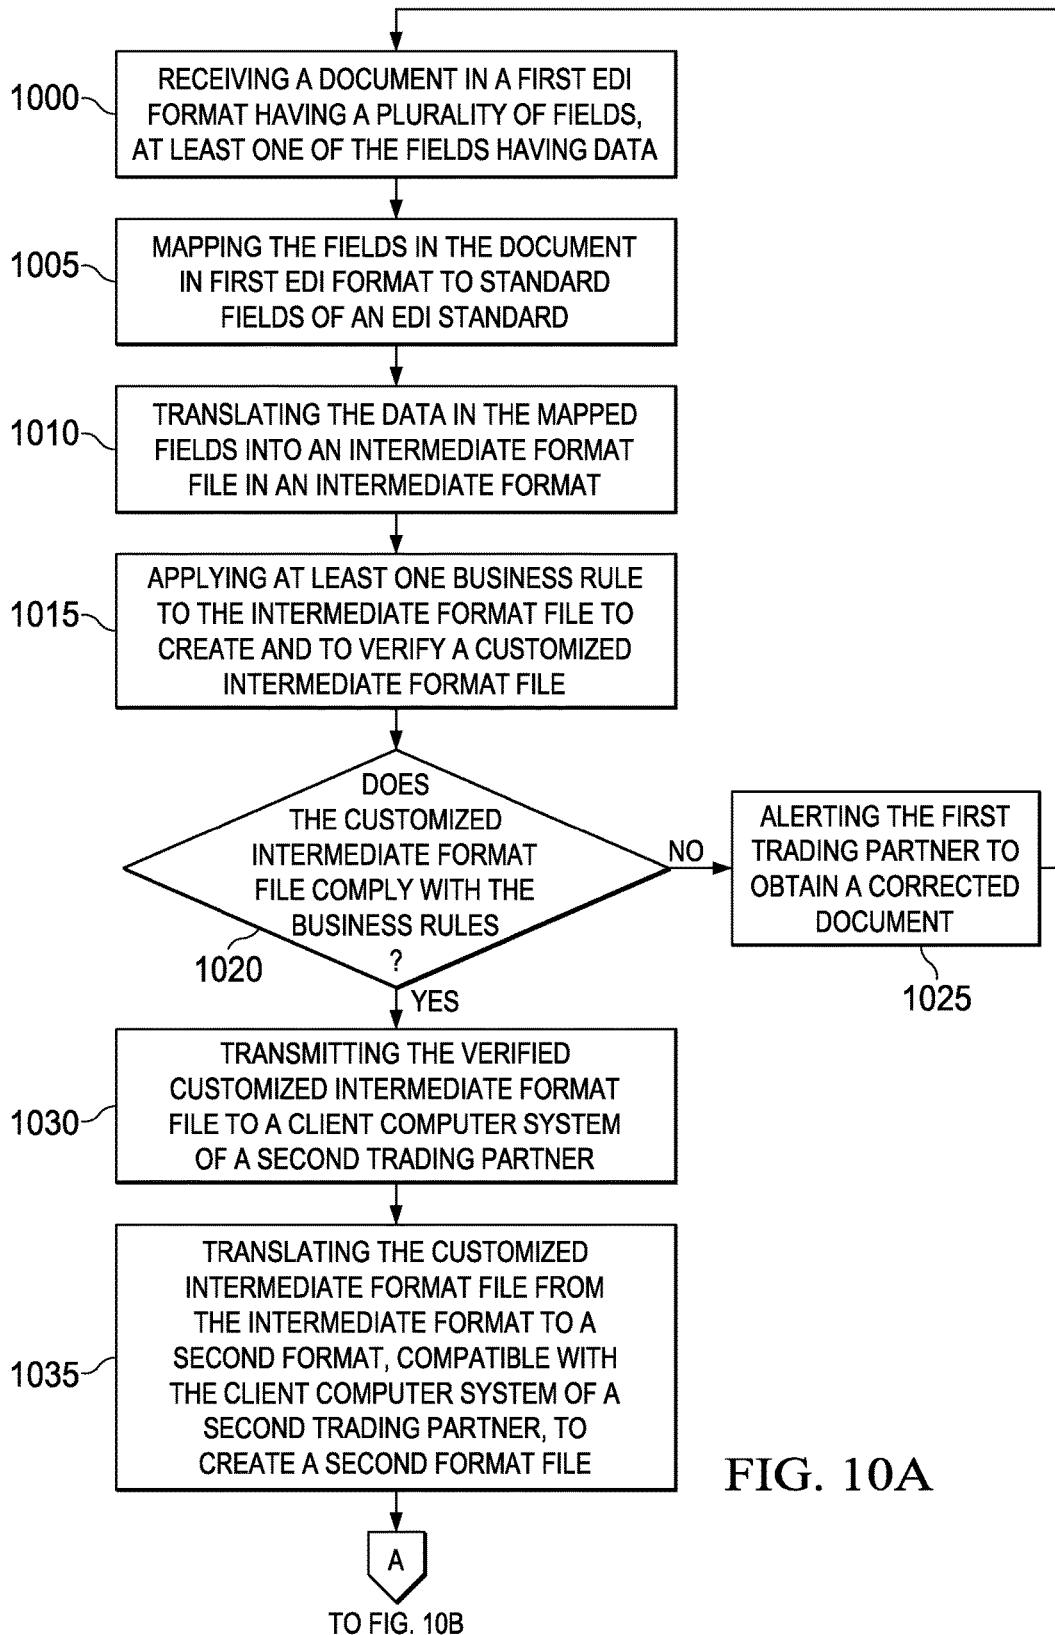 1000
RECEIVING A DOCUMENT IN A FIRST EDI
FORMAT HAVING A PLURALITY OF FIELDS,
AT LEAST ONE OF THE FIELDS HAVING DATA
1005
MAPPING THE FIELDS IN THE DOCUMENT
IN FIRST EDI FORMAT TO STANDARD
FIELDS OF AN EDI STANDARD
1010
TRANSLATING THE DATA IN THE MAPPED
FIELDS INTO AN INTERMEDIATE FORMAT
FILE IN AN INTERMEDIATE FORMAT
1015
APPLYING AT LEAST ONE BUSINESS RULE
TO THE INTERMEDIATE FORMAT FILE TO
CREATE AND TO VERIFY A CUSTOMIZED
INTERMEDIATE FORMAT FILE
DOES
THE CUSTOMIZED
INTERMEDIATE FORMAT
FILE COMPLY WITH THE
BUSINESS RULES
?
1020
NO
ALERTING THE FIRST
TRADING PARTNER TO
OBTAIN A CORRECTED
DOCUMENT
1025
YES
1030
TRANSMITTING THE VERIFIED
CUSTOMIZED INTERMEDIATE FORMAT
FILE TO A CLIENT COMPUTER SYSTEM
OF A SECOND TRADING PARTNER
1035
TRANSLATING THE CUSTOMIZED
INTERMEDIATE FORMAT FILE FROM
THE INTERMEDIATE FORMAT TO A
SECOND FORMAT, COMPATIBLE WITH
THE CLIENT COMPUTER SYSTEM OF A
SECOND TRADING PARTNER, TO
CREATE A SECOND FORMAT FILE
FIG. 10A
A
TO FIG. 10B